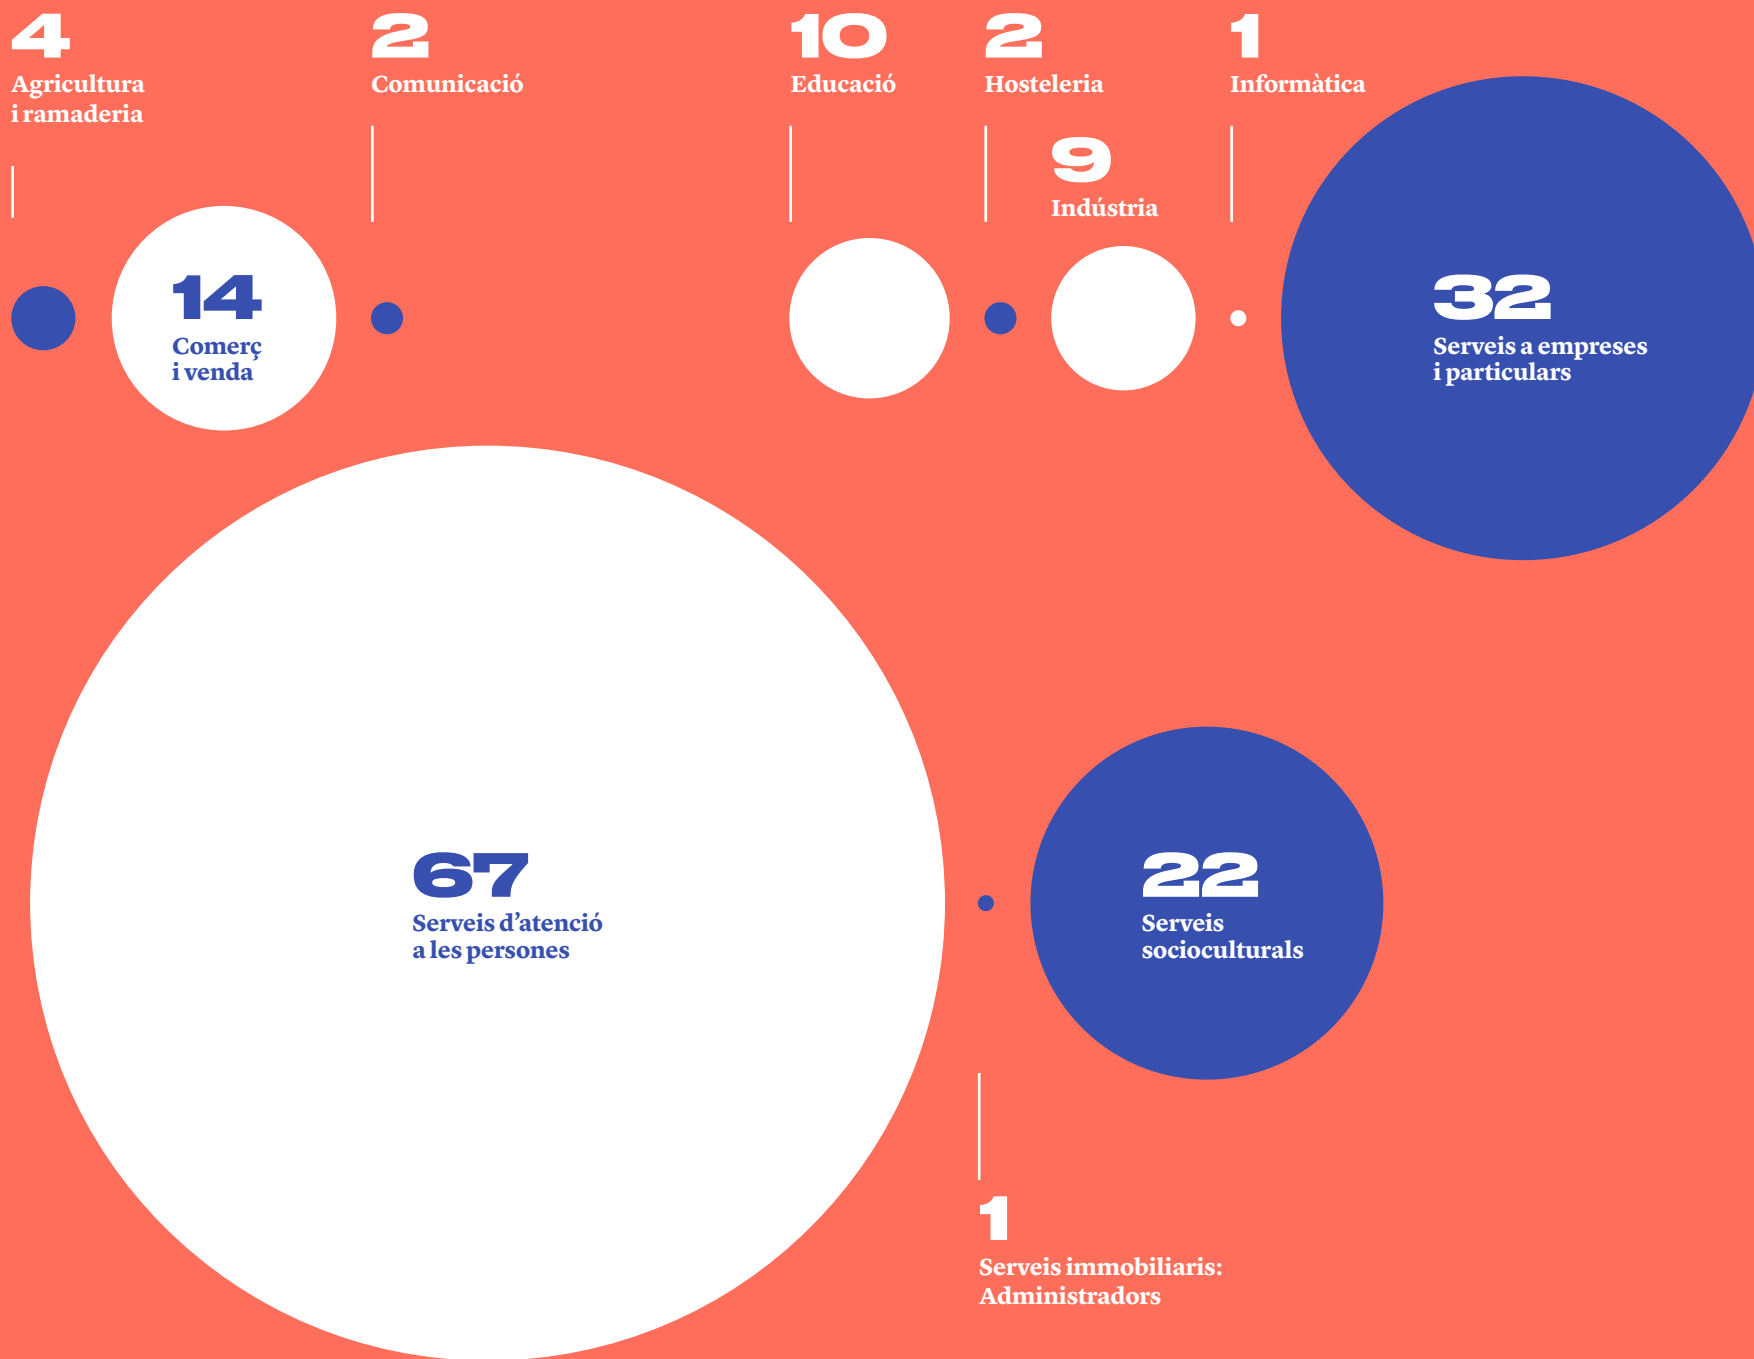 4
Agricultura
i ramaderia
2
Comunicació
10
Educació
2
Hosteleria
1
Informàtica
9
Indústria
14
Comerç
i venda
32
Serveis a empreses
i particulars
67
Serveis d’atenció
a les persones
22
Serveis
socioculturals
1
Serveis immobiliaris:
Administradors